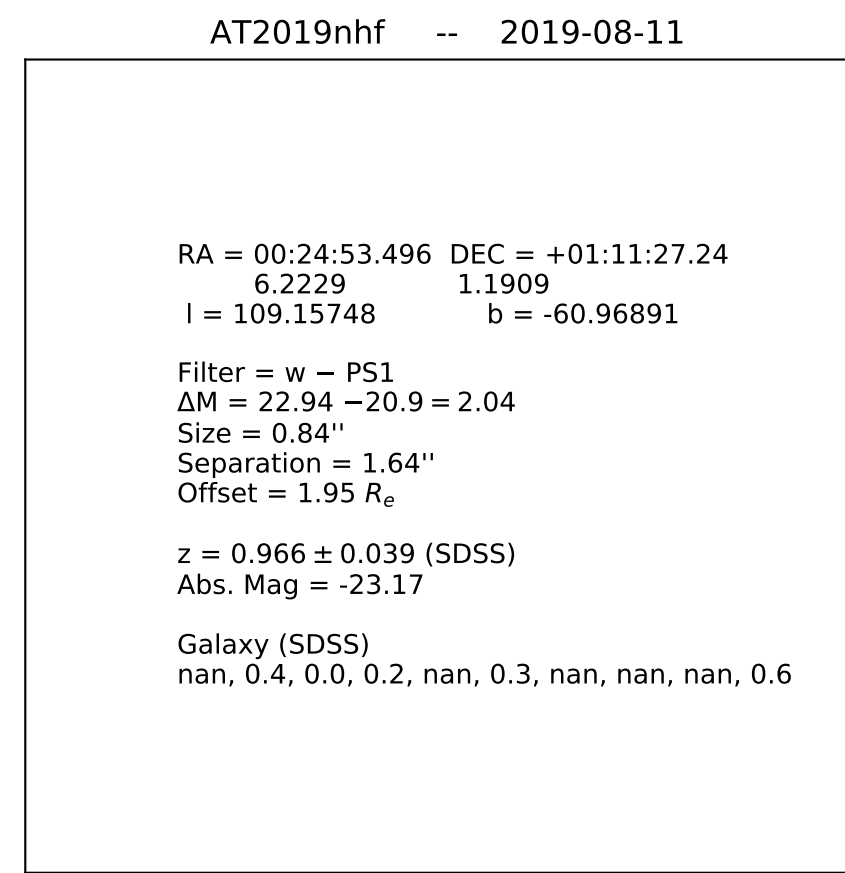 AT2019nhf -- 2019-08-11
RA = 00:24:53.496 DEC = +01:11:27.24
6.2229 1.1909
l = 109.15748 b = -60.96891
Filter = w − PS1
ΔM = 22.94 −20.9 = 2.04
Size = 0.84''
Separation = 1.64''
Offset = 1.95 Rₑ
z = 0.966 ± 0.039 (SDSS)
Abs. Mag = -23.17
Galaxy (SDSS)
nan, 0.4, 0.0, 0.2, nan, 0.3, nan, nan, nan, 0.6